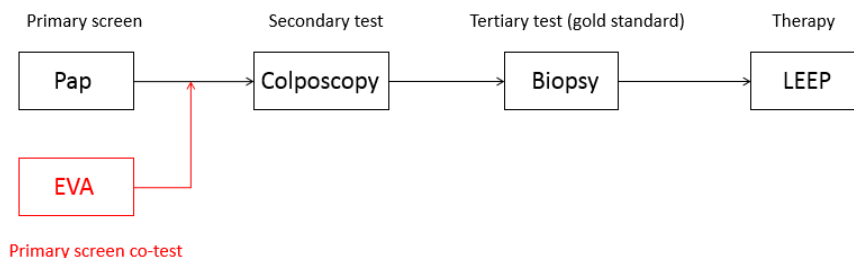 Primary screen
Secondary test
Tertiary test (gold standard)
Therapy
Pap
Colposcopy
Biopsy
LEEP
EVA
Primary screen co-test